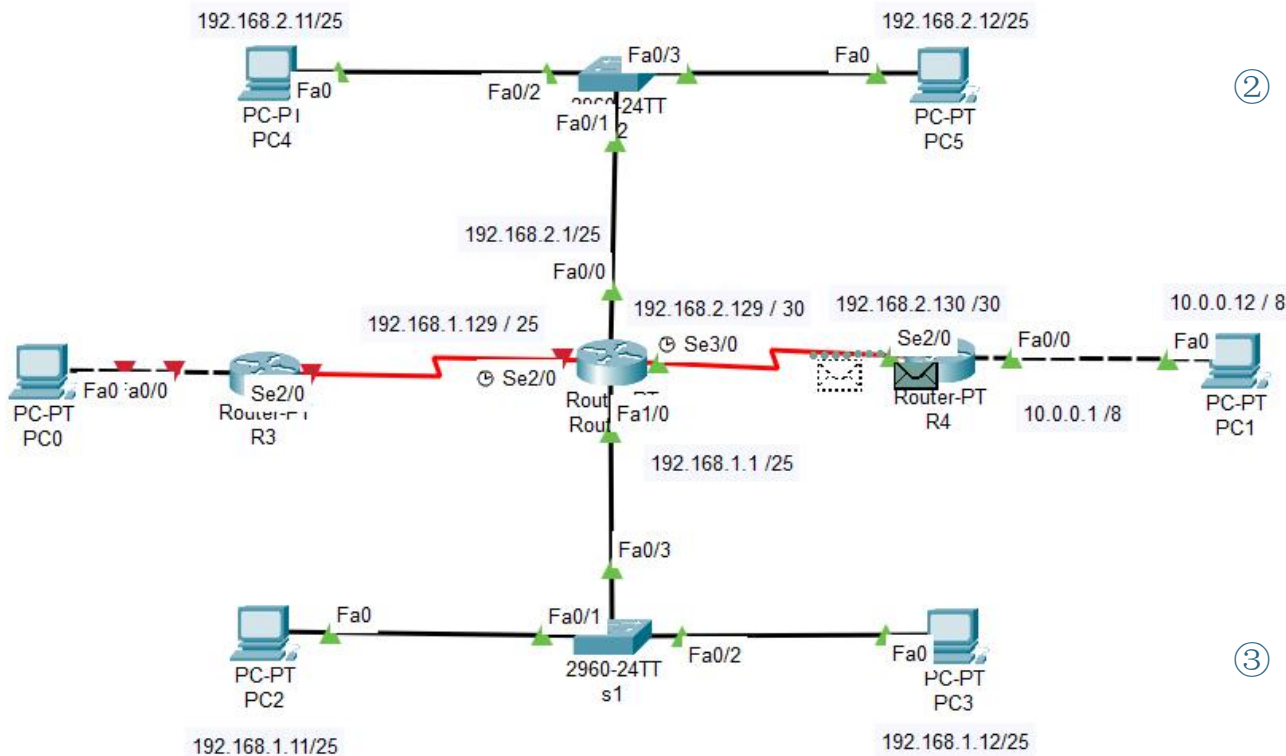 192.168.2.11/25
192.168.2.12/25
Fa0/3
Fa0
Fa0
Fa0/2
②
PC4
Fa0/1
PC-PT
PC5
192.168.2.1/25
Fa0/0
192.168.2.129 / 30
192.168.2.130 /30
10.0.0.12 / 8
192.168.1.129 / 25
Se3/0
Se2/0
Fa0/0
Fa0
Fa0
Se2/0
Se2/0
PC-PT
PC0
R3
Fa1/0
Router-PT
R4
10.0.0.1 /8
PC-PT
PC1
192.168.1.1 /25
Fa0/3
Fa0
Fa0/1
Fa0/2
Fa0
PC-PT
PC2
2960-24TT
s1
PC-PT
PC3
③
192.168.1.11/25
192.168.1.12/25